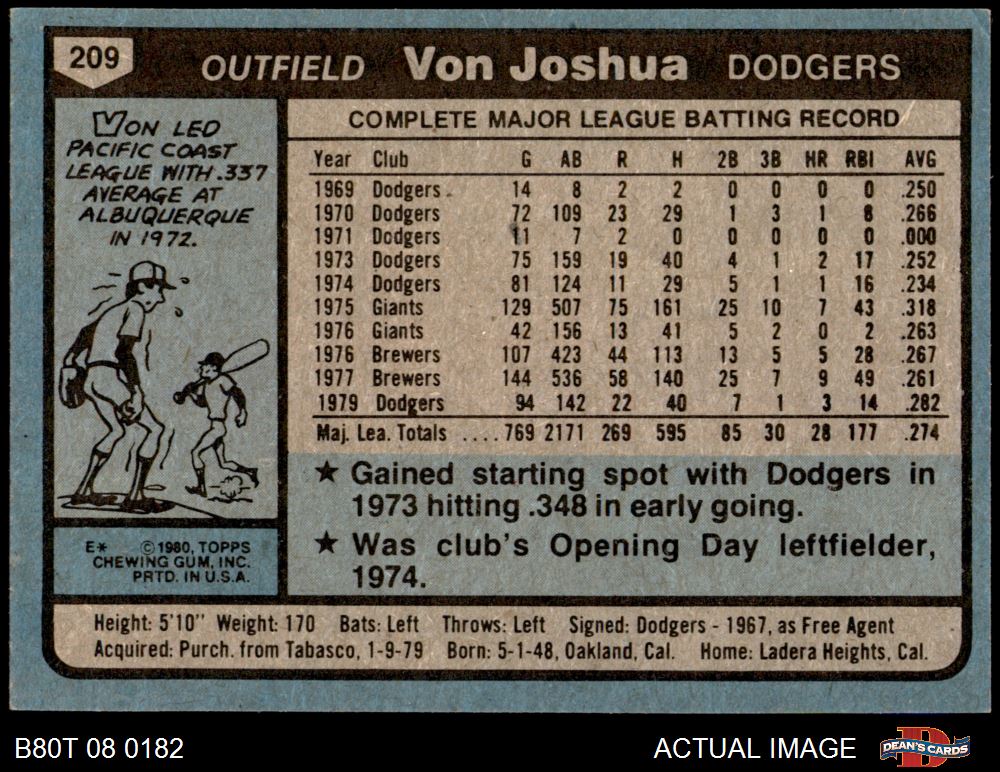 209
OUTFIELD Von Joshua DODGERS
VON LED
PACIFIC COAST
LEAGUE WITH .337
AVERAGE AT
ALBUQUERQUE
IN 1972.
COMPLETE MAJOR LEAGUE BATTING RECORD
Year Club G AB R H 2B 3B HR RBI AVG
1969 Dodgers 14 8 2 2 0 0 0 0 .250
1970 Dodgers 72 109 23 29 1 3 1 8 .266
1971 Dodgers 11 7 2 0 0 0 0 0 .000
1973 Dodgers 75 159 19 40 4 1 2 17 .252
1974 Dodgers 81 124 11 29 5 1 1 16 .234
1975 Giants 129 507 75 161 25 10 7 43 .318
1976 Giants 42 156 13 41 5 2 0 2 .263
1976 Brewers 107 423 44 113 13 5 5 28 .267
1977 Brewers 144 536 58 140 25 7 9 49 .261
1979 Dodgers 94 142 22 40 7 1 3 14 .282
Maj. Lea. Totals ....769 2171 269 595 85 30 28 177 .274
★ Gained starting spot with Dodgers in
1973 hitting .348 in early going.
★ Was club's Opening Day leftfielder,
1974.
E* ©1980, TOPPS
CHEWING GUM, INC.
PRTD. IN U.S.A.
Height: 5'10" Weight: 170 Bats: Left Throws: Left Signed: Dodgers - 1967, as Free Agent
Acquired: Purch. from Tabasco, 1-9-79 Born: 5-1-48, Oakland, Cal. Home: Ladera Heights, Cal.
B80T 08 0182
ACTUAL IMAGE
D
DEAN'S CARDS